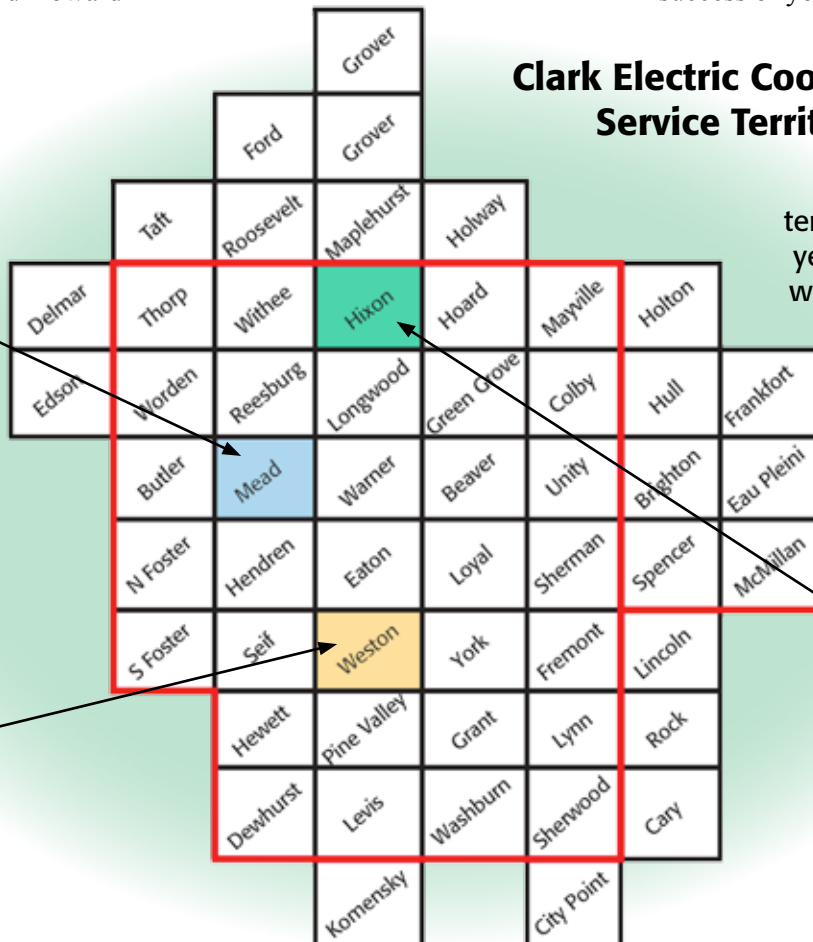 Grover
Clark Electric Coo
Service Territ
Ford Grover
Taft Roosevelt Maplehurst Holway
ter
ye
w
Delmar Thorp Withee Hixon Hoard Mayville Holton
Edson Worden Reesburg Longwood Green Grove Colby Hull Frankfort
Butler Mead Warner Beaver Unity Brighton Eau Pleini
N Foster Hendren Eaton Loyal Sherman Spencer McMillan
S Foster Seif Weston York Fremont Lincoln
Hewett Pine Valley Grant Lynn Rock
Dewhurst Levis Washburn Sherwood Cary
Komensky City Point